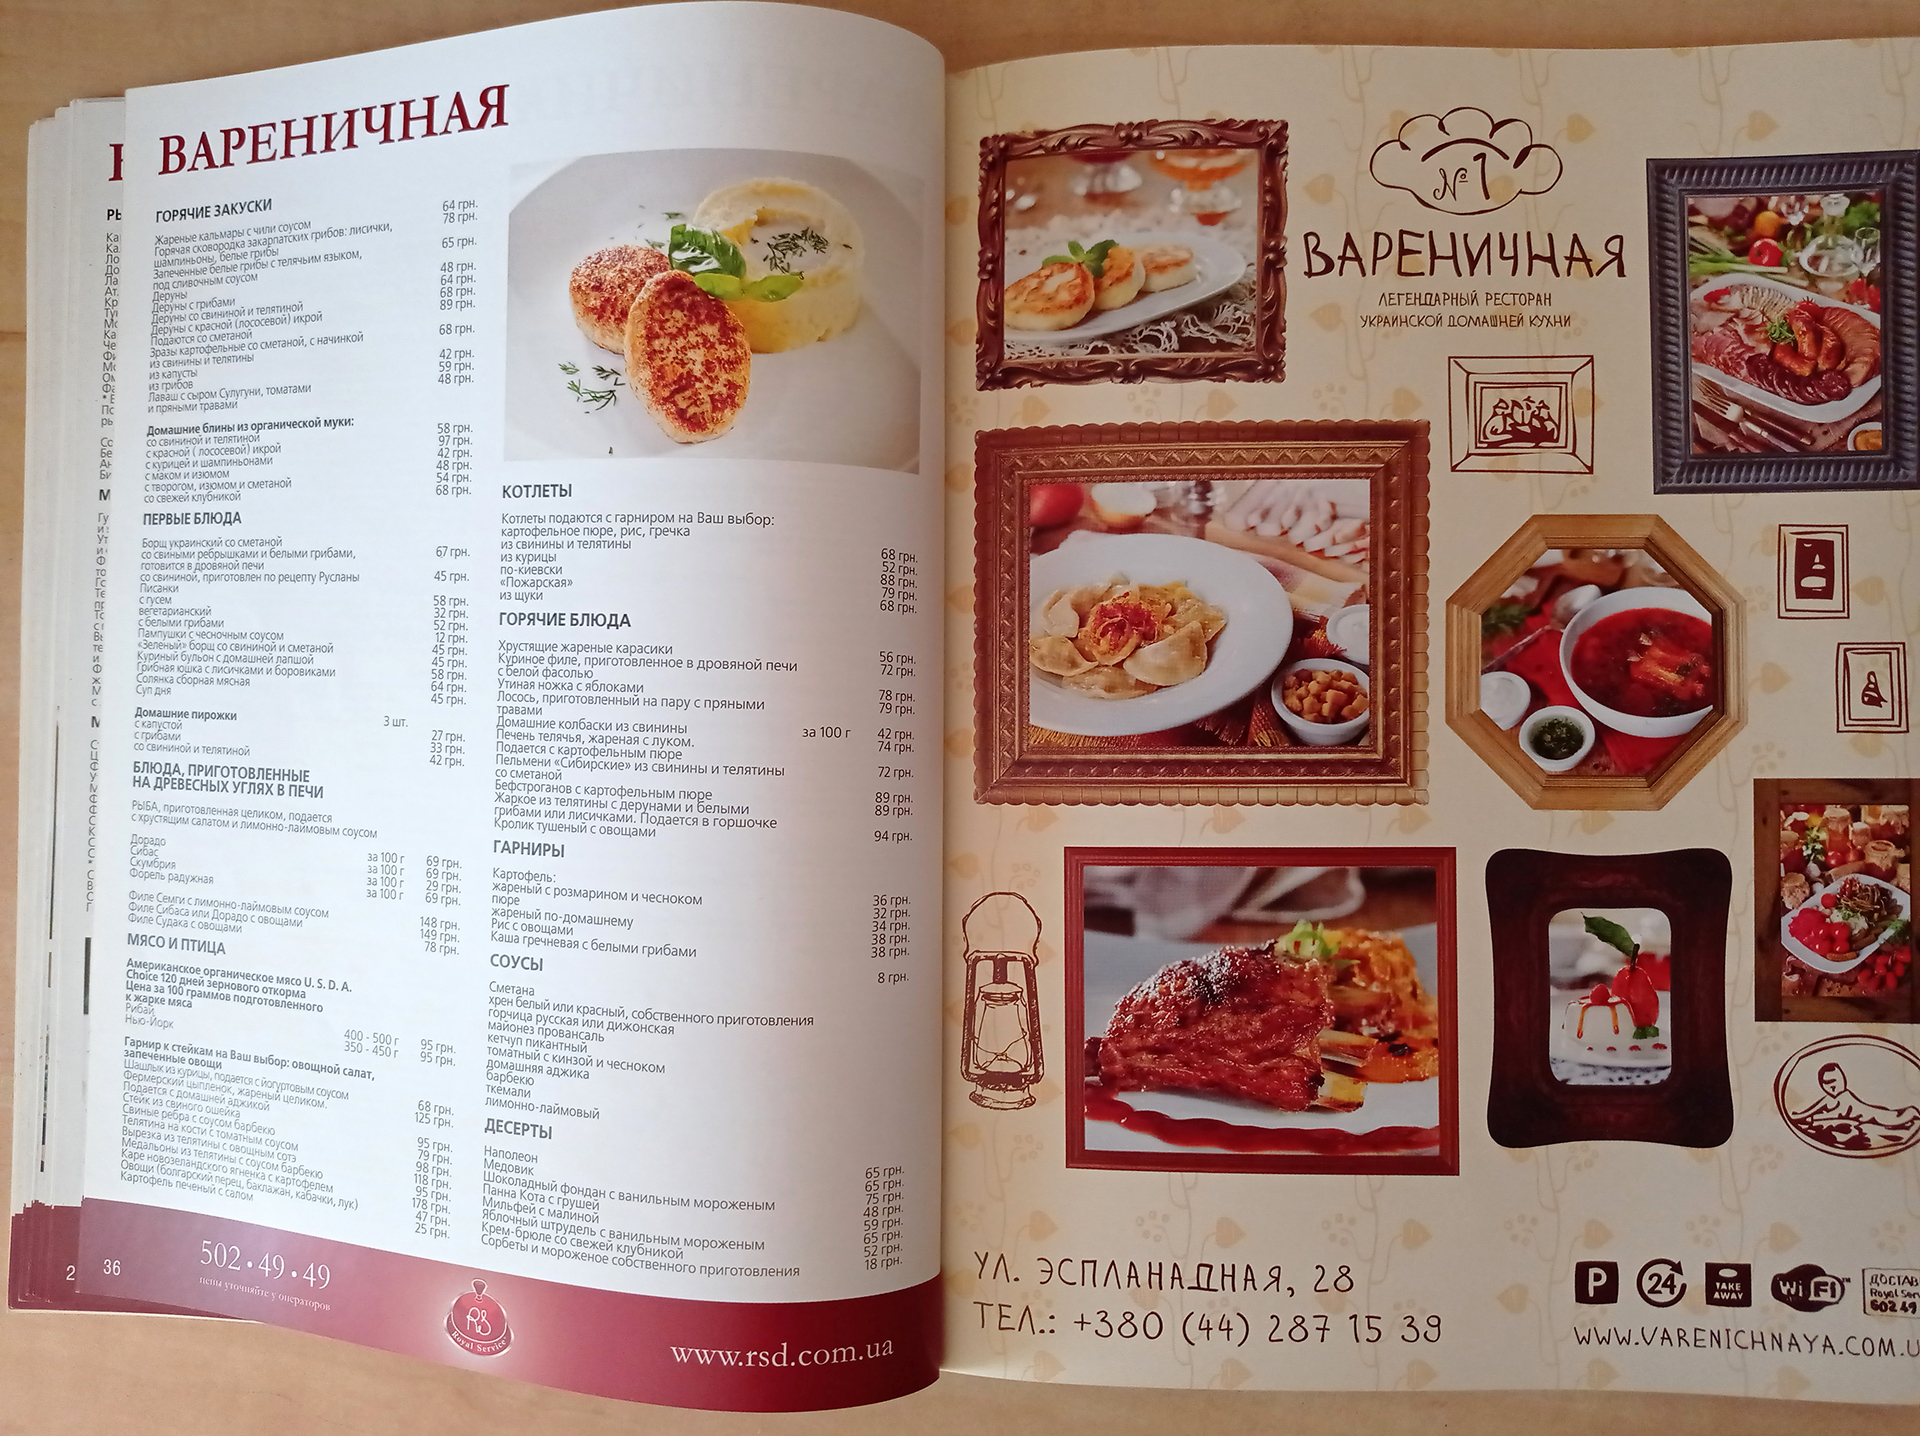 ВАРЕНИЧНАЯ
ГОРЯЧИЕ ЗАКУСКИ
Жареные кальмары с чили соусом 64 грн.
Горячая сковородка закарпатских грибов: лисички, 78 грн.
шампиньоны, белые грибы
Запеченные белые грибы с телячьим языком, 65 грн.
под сливочным соусом
Деруны 48 грн.
Деруны с грибами 64 грн.
Деруны со свининой и телятиной 68 грн.
Деруны с красной (лососевой) икрой 89 грн.
Подаются со сметаной
Зразы картофельные со сметаной, с начинкой
из свинины и телятины 68 грн.
из капусты 42 грн.
из грибов 59 грн.
Лаваш с сыром Сулугуни, томатами 48 грн.
и пряными травами
Домашние блины из органической муки:
со свининой и телятиной 58 грн.
с красной ( лососевой) икрой 97 грн.
с курицей и шампиньонами 42 грн.
с маком и изюмом 48 грн.
с творогом, изюмом и сметаной 54 грн.
со свежей клубникой 68 грн.
ПЕРВЫЕ БЛЮДА
Борщ украинский со сметаной
со свиными ребрышками и белыми грибами, 67 грн.
готовится в дровяной печи
со свининой, приготовлен по рецепту Русланы 45 грн.
Писанки
с гусем 58 грн.
вегетарианский 32 грн.
с белыми грибами 52 грн.
Пампушки с чесночным соусом 12 грн.
«Зеленый» борщ со свининой и сметаной 45 грн.
Куриный бульон с домашней лапшой 45 грн.
Грибная юшка с лисичками и боровиками 58 грн.
Солянка сборная мясная 64 грн.
Суп дня 45 грн.
Домашние пирожки 3 шт.
с капустой 27 грн.
с грибами 33 грн.
со свининой и телятиной 42 грн.
БЛЮДА, ПРИГОТОВЛЕННЫЕ
НА ДРЕВЕСНЫХ УГЛЯХ В ПЕЧИ
РЫБА, приготовленная целиком, подается
с хрустящим салатом и лимонно-лаймовым соусом
Дорадо за 100 г 69 грн.
Сибас за 100 г 69 грн.
Скумбрия за 100 г 29 грн.
Форель радужная за 100 г 69 грн.
Филе Семги с лимонно-лаймовым соусом 148 грн.
Филе Сибаса или Дорадо с овощами 149 грн.
Филе Судака с овощами 78 грн.
МЯСО И ПТИЦА
Американское органическое мясо U. S. D. A.
Choice 120 дней зернового откорма
Цена за 100 граммов подготовленного
к жарке мяса
Рибай 400 - 500 г 95 грн.
Нью-Йорк 350 - 450 г 95 грн.
Гарнир к стейкам на Ваш выбор: овощной салат,
запеченные овощи
Шашлык из курицы, подается с йогуртовым соусом 68 грн.
Фермерский цыпленок, жареный целиком. 125 грн.
Подается с домашней аджикой
Стейк из свиного ошейка 95 грн.
Свиные ребра с соусом барбекю 79 грн.
Телятина на кости с томатным соусом 98 грн.
Вырезка из телятины с овощным сотэ 118 грн.
Медальоны из телятины с соусом барбекю 95 грн.
Каре новозеландского ягненка с картофелем 178 грн.
Овощи (болгарский перец, баклажан, кабачки, лук) 47 грн.
Картофель печеный с салом 25 грн.
КОТЛЕТЫ
Котлеты подаются с гарниром на Ваш выбор:
картофельное пюре, рис, гречка
из свинины и телятины 68 грн.
из курицы 52 грн.
по-киевски 88 грн.
«Пожарская» 79 грн.
из щуки 68 грн.
ГОРЯЧИЕ БЛЮДА
Хрустящие жареные карасики 56 грн.
Куриное филе, приготовленное в дровяной печи 72 грн.
с белой фасолью
Утиная ножка с яблоками 78 грн.
Лосось, приготовленный на пару с пряными 79 грн.
травами
Домашние колбаски из свинины за 100 г 42 грн.
Печень телячья, жареная с луком. 74 грн.
Подается с картофельным пюре
Пельмени «Сибирские» из свинины и телятины 72 грн.
со сметаной
Бефстроганов с картофельным пюре 89 грн.
Жаркое из телятины с дерунами и белыми 89 грн.
грибами или лисичками. Подается в горшочке
Кролик тушеный с овощами 94 грн.
ГАРНИРЫ
Картофель:
жареный с розмарином и чесноком 36 грн.
пюре 32 грн.
жареный по-домашнему 34 грн.
Рис с овощами 38 грн.
Каша гречневая с белыми грибами 38 грн.
СОУСЫ 8 грн.
Сметана
хрен белый или красный, собственного приготовления
горчица русская или дижонская
майонез провансаль
кетчуп пикантный
томатный с кинзой и чесноком
домашняя аджика
барбекю
ткемали
лимонно-лаймовый
ДЕСЕРТЫ
Наполеон 65 грн.
Медовик 65 грн.
Шоколадный фондан с ванильным мороженым 75 грн.
Панна Кота с грушей 48 грн.
Мильфей с малиной 59 грн.
Яблочный штрудель с ванильным мороженым 65 грн.
Крем-брюле со свежей клубникой 52 грн.
Сорбеты и мороженое собственного приготовления 18 грн.
2
36
502•49•49
цены уточняйте у операторов
RS
Royal Service
www.rsd.com.ua
№1
ВАРЕНИЧНАЯ
ЛЕГЕНДАРНЫЙ РЕСТОРАН
УКРАИНСКОЙ ДОМАШНЕЙ КУХНИ
УЛ. ЭСПЛАНАДНАЯ, 28
ТЕЛ.: +380 (44) 287 15 39
P
24
TAKE AWAY
Wi Fi
ДОСТАВ
Royal Ser
502 49
WWW.VARENICHNAYA.COM.U